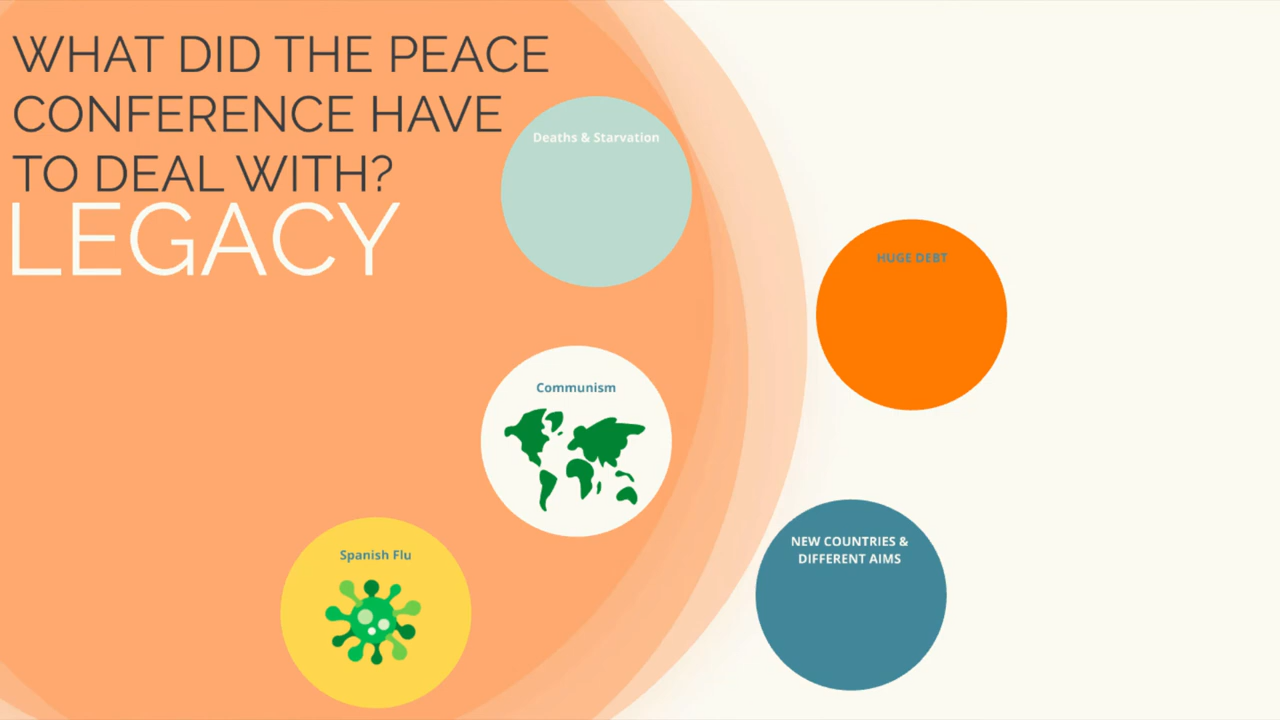 WHAT DID THE PEACE
CONFERENCE HAVE
TO DEAL WITH?
LEGACY
Deaths & Starvation
HUGE DEBT
Communism
NEW COUNTRIES &
DIFFERENT AIMS
Spanish Flu